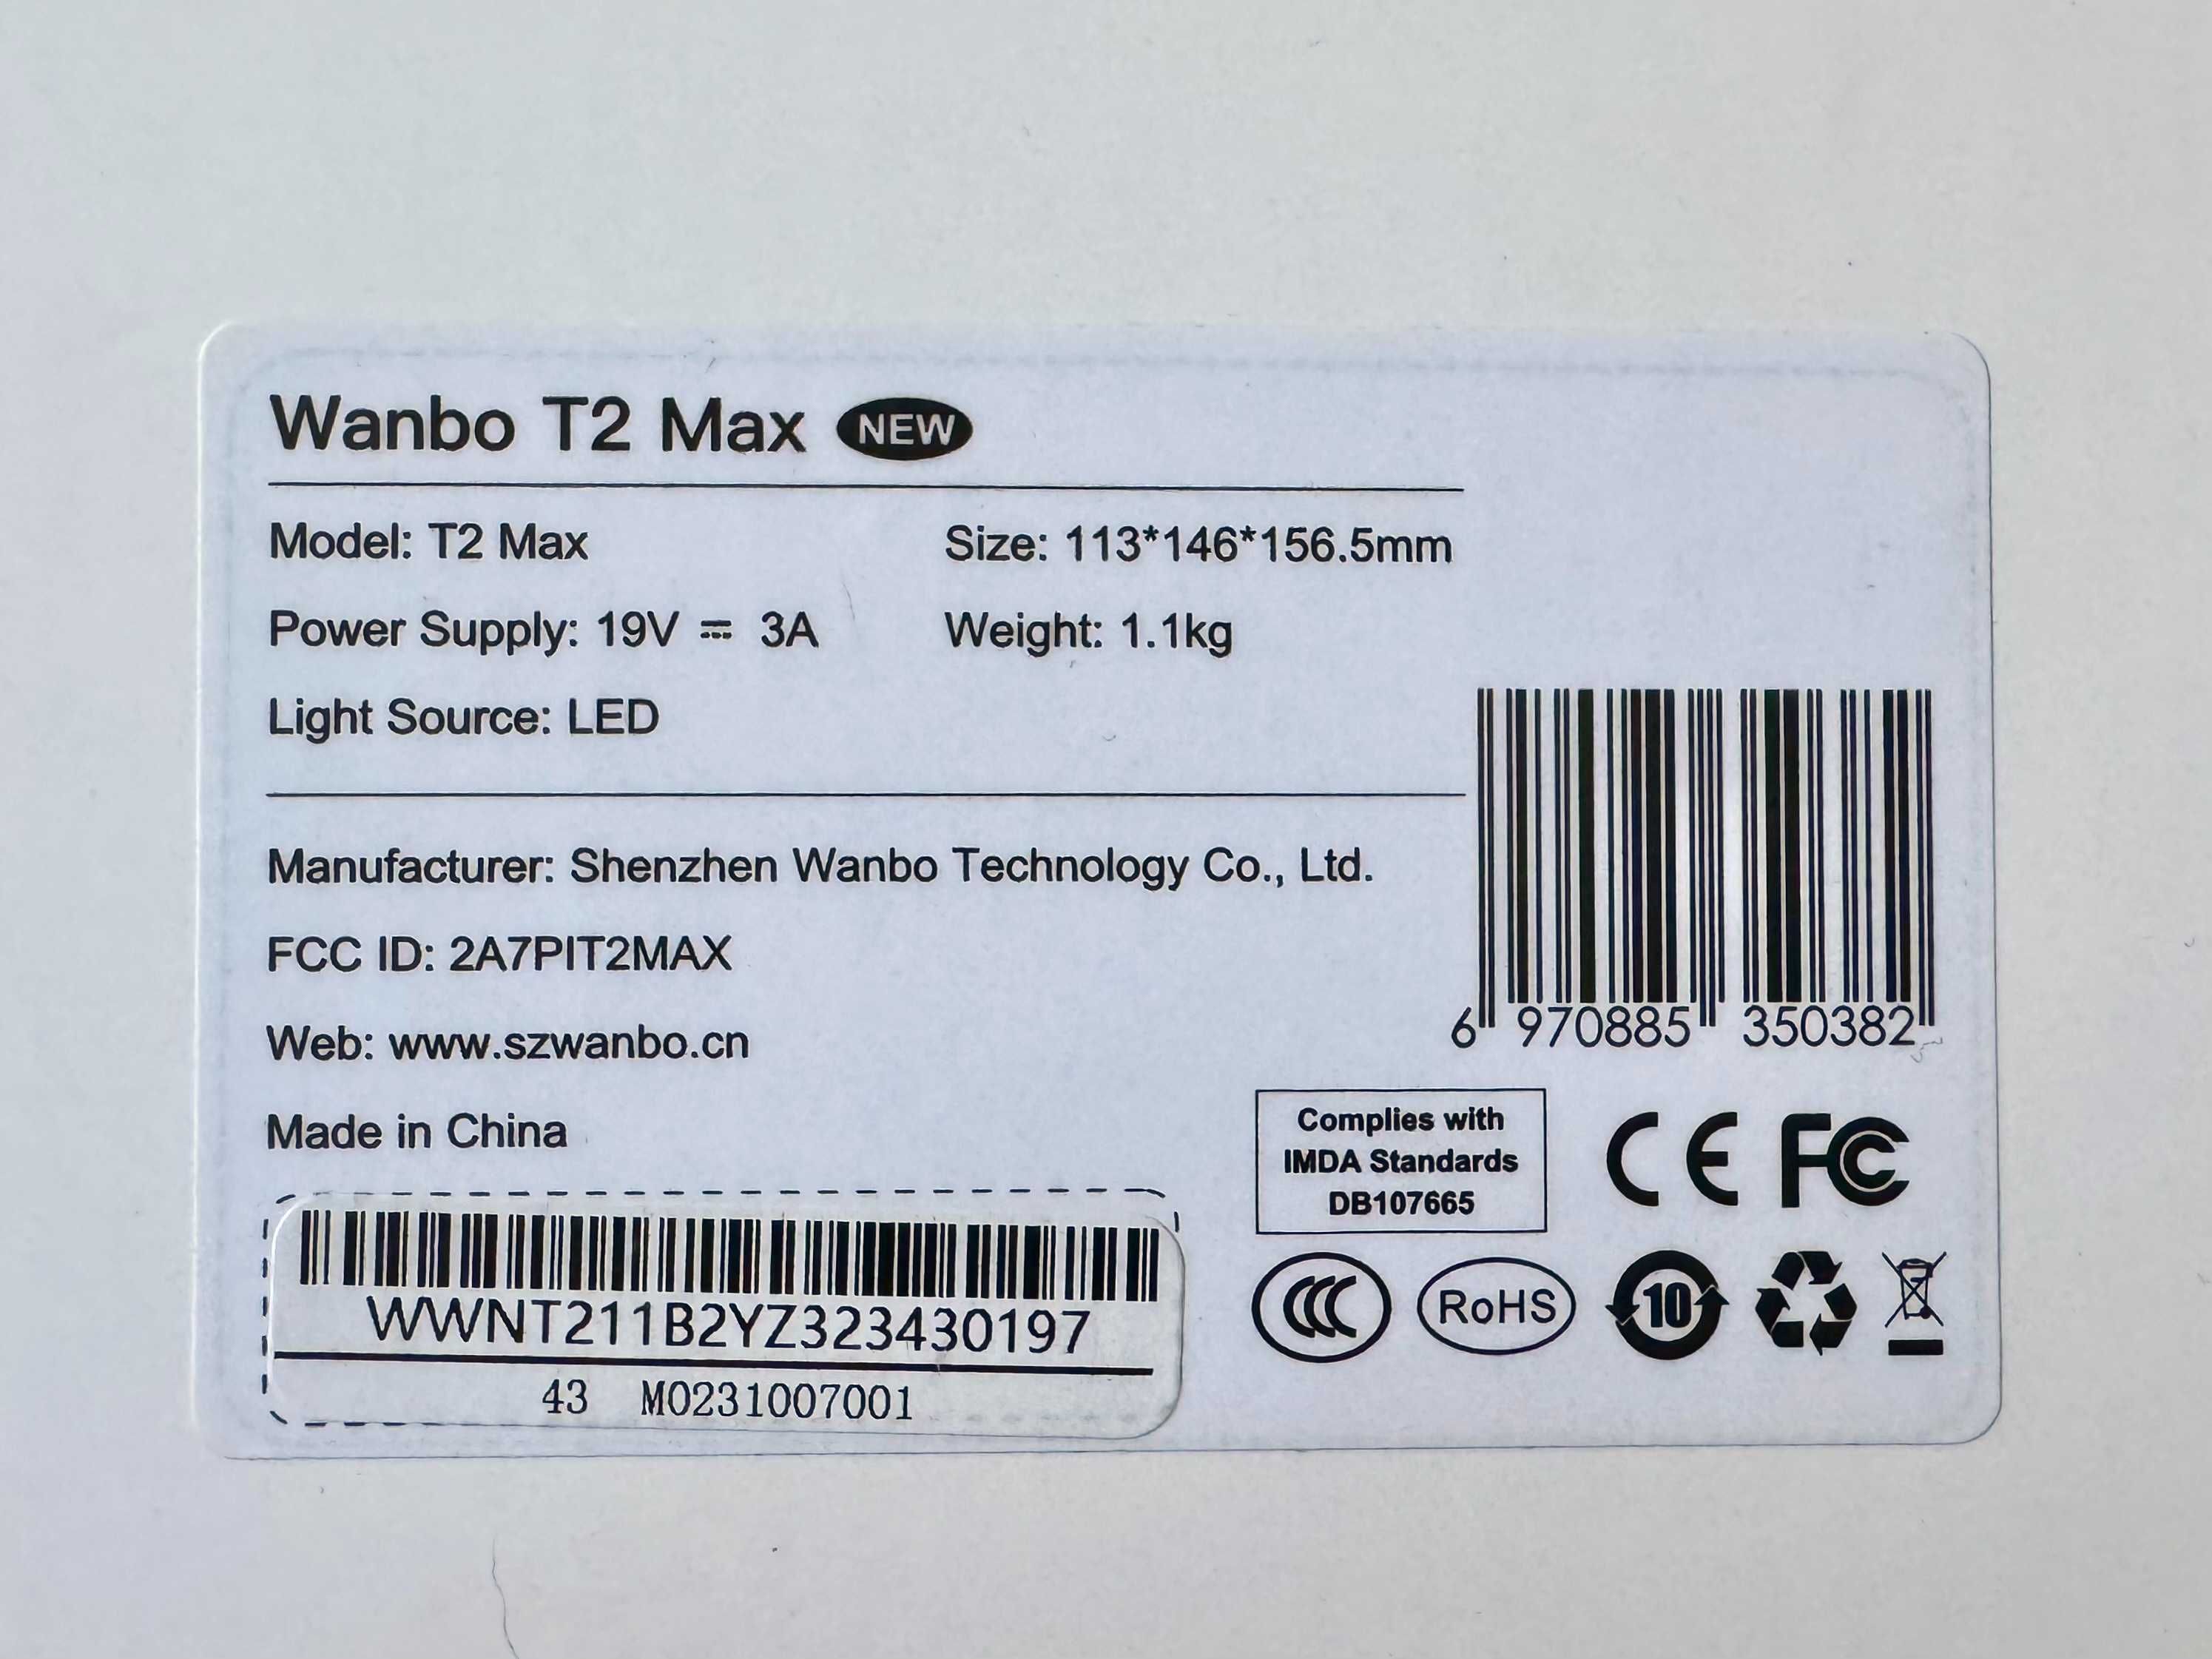 Wanbo T2 Max NEW
Model: T2 Max
Size: 113*146*156.5mm
Power Supply: 19V ⎓ 3A
Weight: 1.1kg
Light Source: LED
Manufacturer: Shenzhen Wanbo Technology Co., Ltd.
FCC ID: 2A7PIT2MAX
Web: www.szwanbo.cn
Made in China
6 970885 350382
Complies with
IMDA Standards
DB107665
CE FC
CCC RoHS 10
WWNT211B2YZ323430197
43 M0231007001